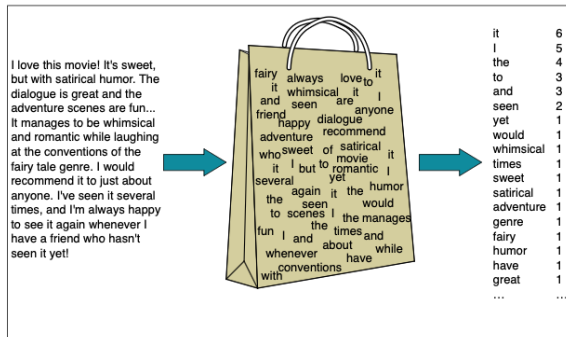 I love this movie! It's sweet,
but with satirical humor. The
dialogue is great and the
adventure scenes are fun...
It manages to be whimsical
and romantic while laughing
at the conventions of the
fairy tale genre. I would
recommend it to just about
anyone. I've seen it several
times, and I'm always happy
to see it again whenever I
have a friend who hasn't
seen it yet!
fairy always love to it
it whimsical it I
and seen are anyone
friend happy dialogue
adventure recommend
who sweet of satirical it
it I but to movie romantic I
several yet
again it the humor
the seen would
to scenes I the manages
fun I the times and
and about while
whenever have
conventions
with
it 6
I 5
the 4
to 3
and 3
seen 2
yet 1
would 1
whimsical 1
times 1
sweet 1
satirical 1
adventure 1
genre 1
fairy 1
humor 1
have 1
great 1
... ...